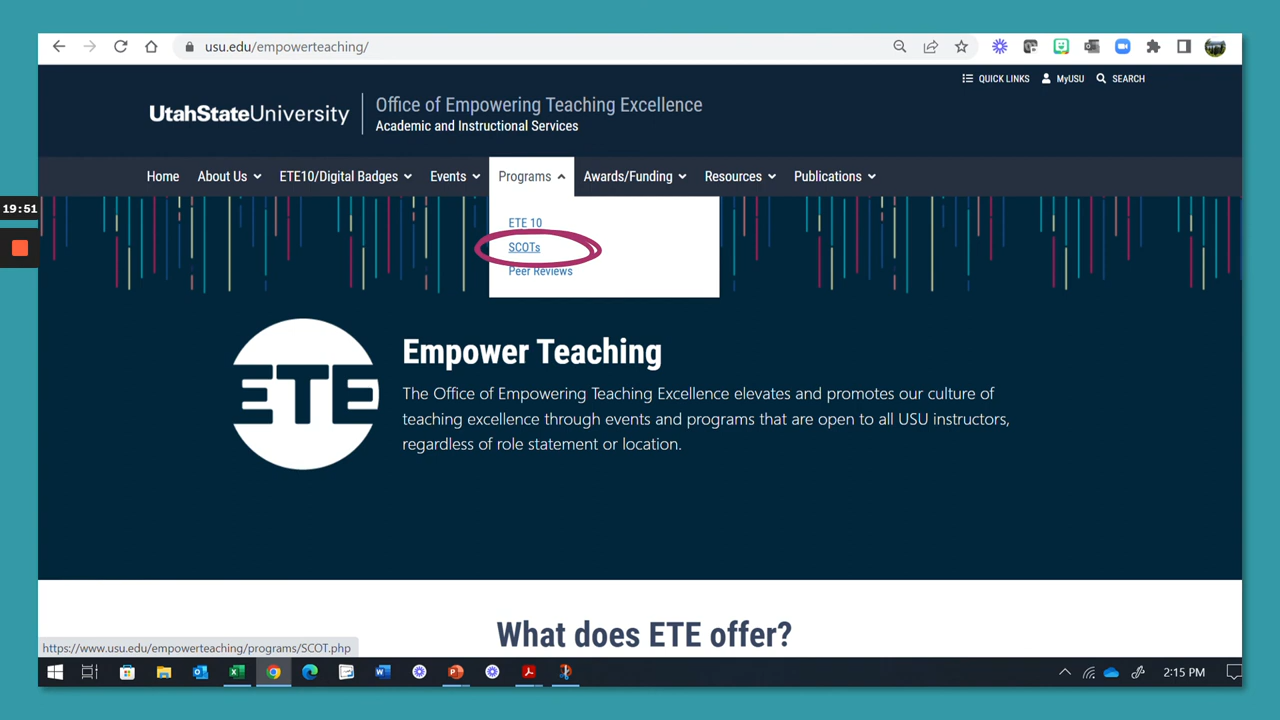 usu.edu/empowerteaching/
QUICK LINKS MyUSU SEARCH
UtahStateUniversity
Office of Empowering Teaching Excellence
Academic and Instructional Services
Home About Us ETE10/Digital Badges Events Programs Awards/Funding Resources Publications
19:51
ETE 10
SCOTs
Peer Reviews
ETE
Empower Teaching
The Office of Empowering Teaching Excellence elevates and promotes our culture of
teaching excellence through events and programs that are open to all USU instructors,
regardless of role statement or location.
What does ETE offer?
https://www.usu.edu/empowerteaching/programs/SCOT.php
2:15 PM